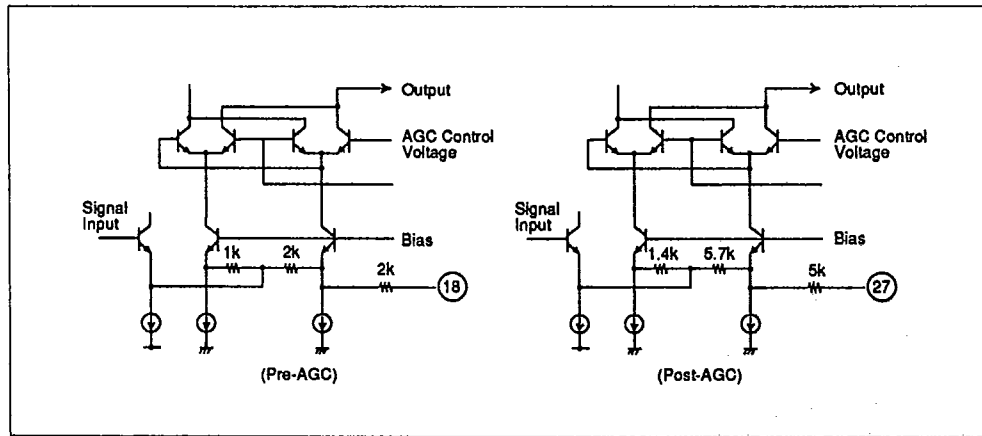 Output
AGC Control
Voltage
Signal
Input
Bias
1k
2k
2k
18
(Pre-AGC)
Output
AGC Control
Voltage
Signal
Input
Bias
1.4k
5.7k
5k
27
(Post-AGC)